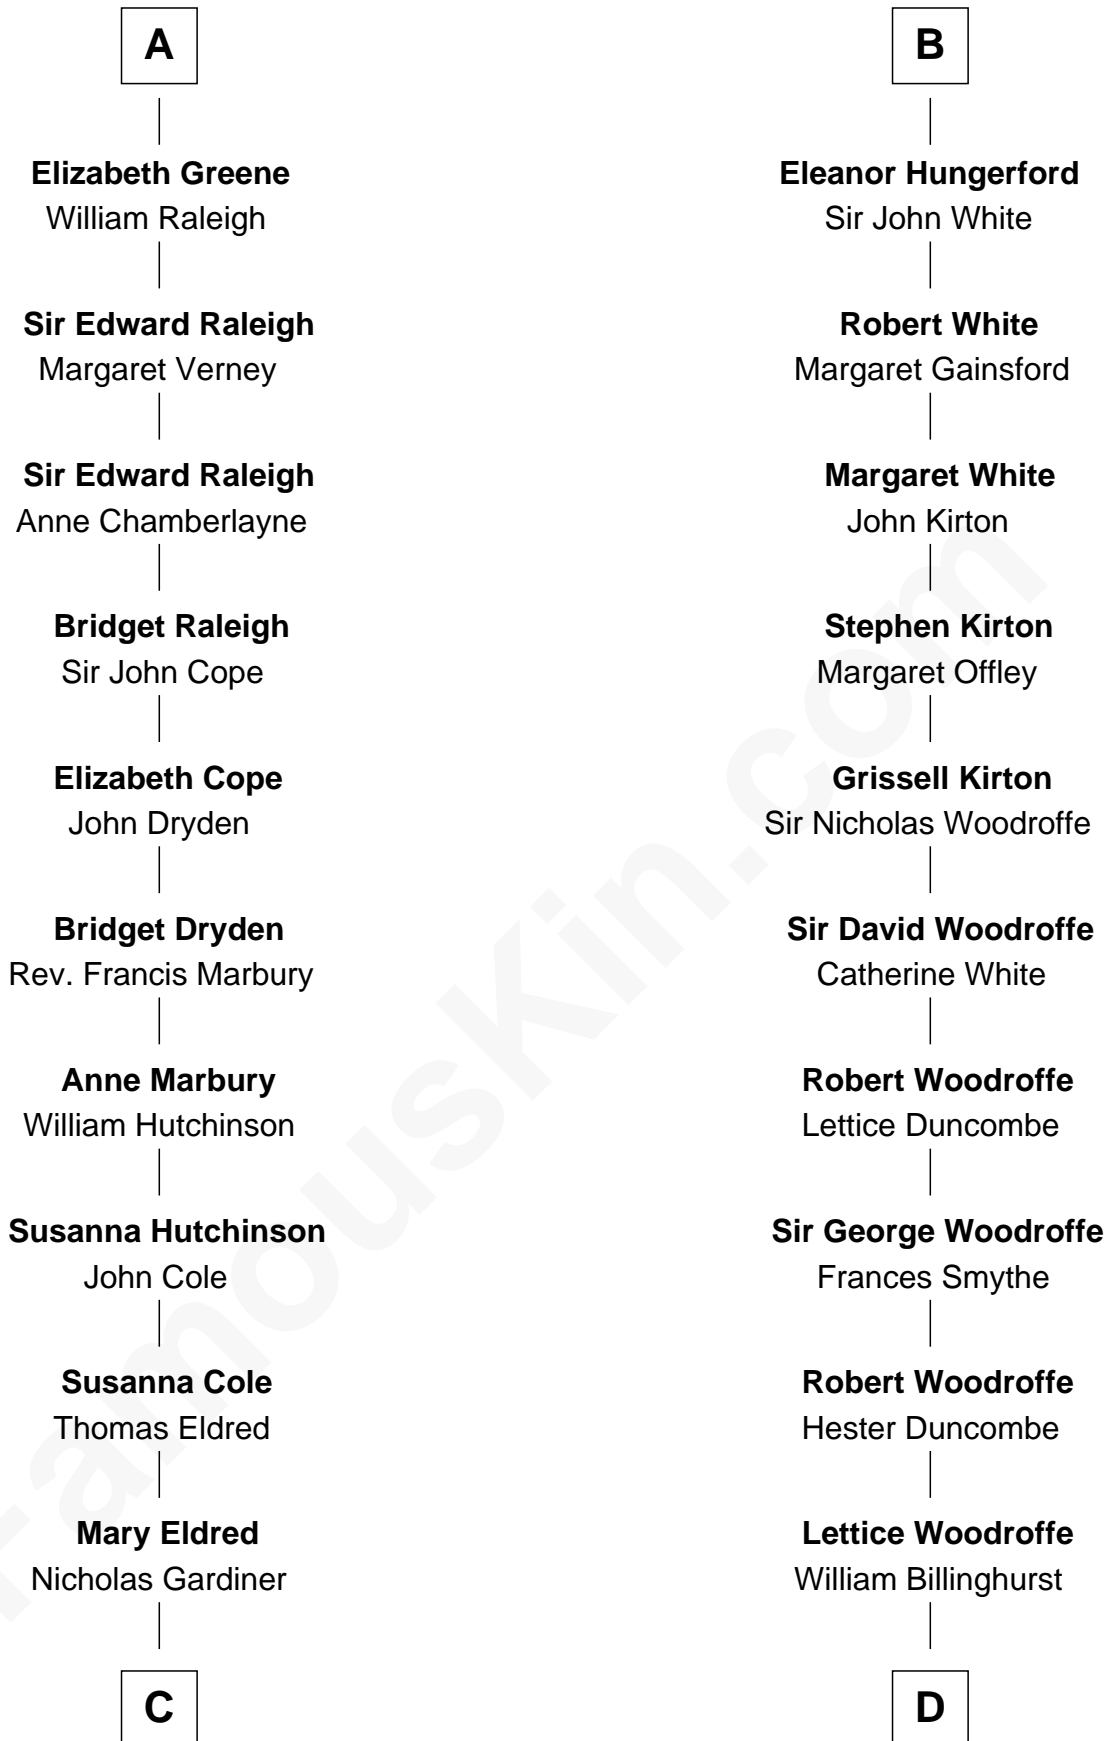 A
Elizabeth Greene
William Raleigh
Sir Edward Raleigh
Margaret Verney
Sir Edward Raleigh
Anne Chamberlayne
Bridget Raleigh
Sir John Cope
Elizabeth Cope
John Dryden
Bridget Dryden
Rev. Francis Marbury
Anne Marbury
William Hutchinson
Susanna Hutchinson
John Cole
Susanna Cole
Thomas Eldred
Mary Eldred
Nicholas Gardiner
C
B
Eleanor Hungerford
Sir John White
Robert White
Margaret Gainsford
Margaret White
John Kirton
Stephen Kirton
Margaret Offley
Grissell Kirton
Sir Nicholas Woodroffe
Sir David Woodroffe
Catherine White
Robert Woodroffe
Lettice Duncombe
Sir George Woodroffe
Frances Smythe
Robert Woodroffe
Hester Duncombe
Lettice Woodroffe
William Billinghurst
D
FamousKin.com